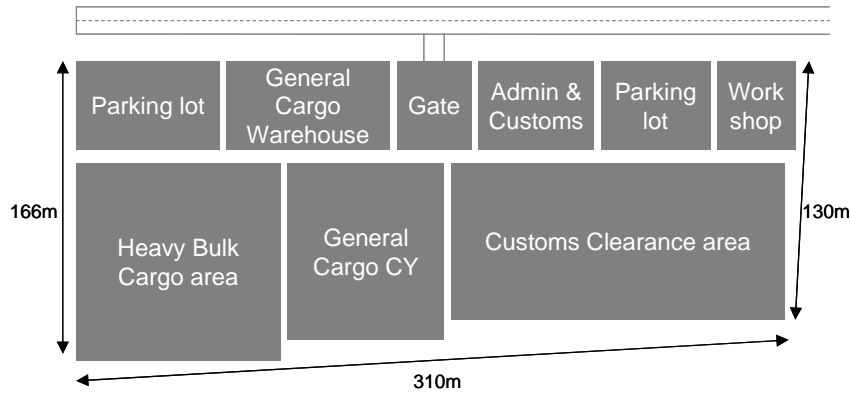 Parking lot
General
Cargo
Warehouse
Gate
Admin &
Customs
Parking
lot
Work
shop
166m
130m
Heavy Bulk
Cargo area
General
Cargo CY
Customs Clearance area
310m